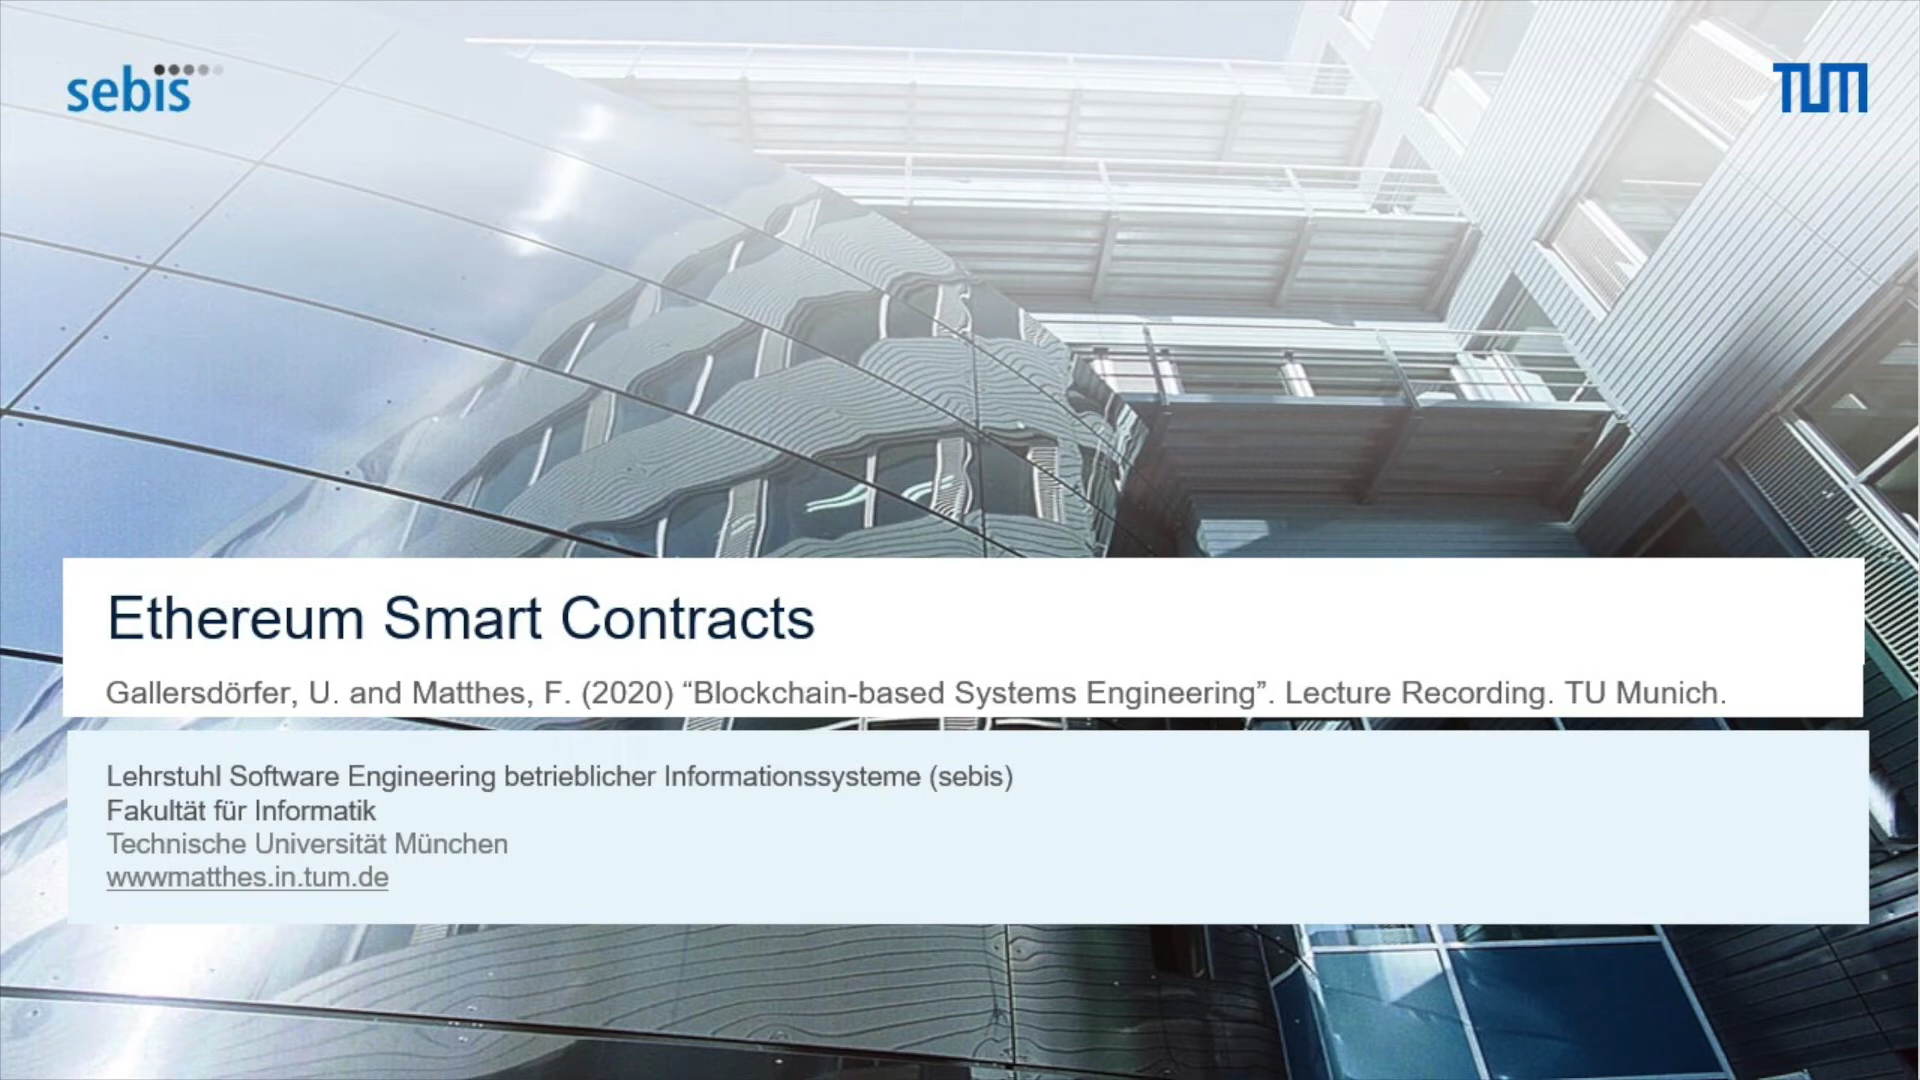 sebis
TUM
Ethereum Smart Contracts
Gallersdörfer, U. and Matthes, F. (2020) “Blockchain-based Systems Engineering”. Lecture Recording. TU Munich.
Lehrstuhl Software Engineering betrieblicher Informationssysteme (sebis)
Fakultät für Informatik
Technische Universität München
wwwmatthes.in.tum.de